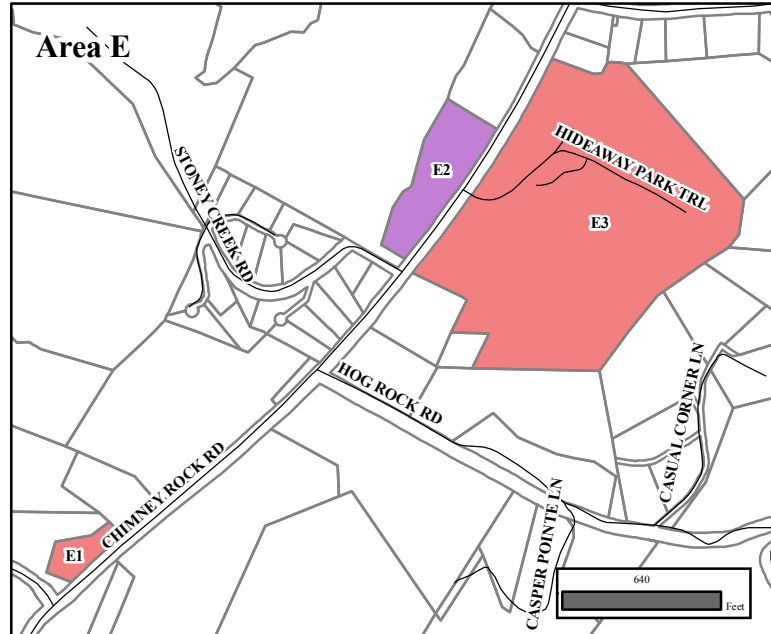 Area E
HIDEAWAY PARK TRL
E2
STONEY CREEK RD
E3
HOG ROCK RD
CASUAL CORNER LN
CHIMNEY ROCK RD
CASPER POINTE LN
E1
640
Feet